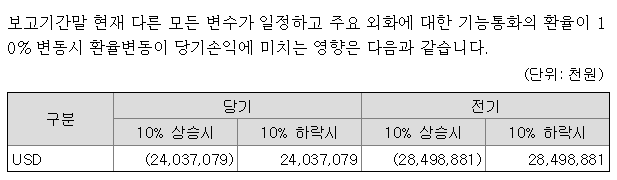 보고기간말 현재 다른 모든 변수가 일정하고 주요 외화에 대한 기능통화의 환율이 1
0% 변동시 환율변동이 당기손익에 미치는 영향은 다음과 같습니다.
(단위: 천원)
구분 당기 전기
10% 상승시 10% 하락시 10% 상승시 10% 하락시
USD (24,037,079) 24,037,079 (28,498,881) 28,498,881